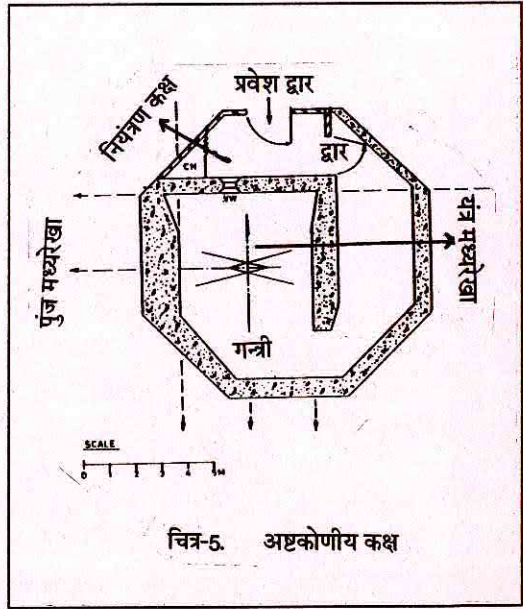 प्रवेश द्वार
नियंत्रण कक्ष
द्वार
CH
VW
पुंज मध्यरेखा
यंत्र मध्यरेखा
गन्त्री
SCALE
0 1 2 3 4 5M
चित्र-5. अष्टकोणीय कक्ष